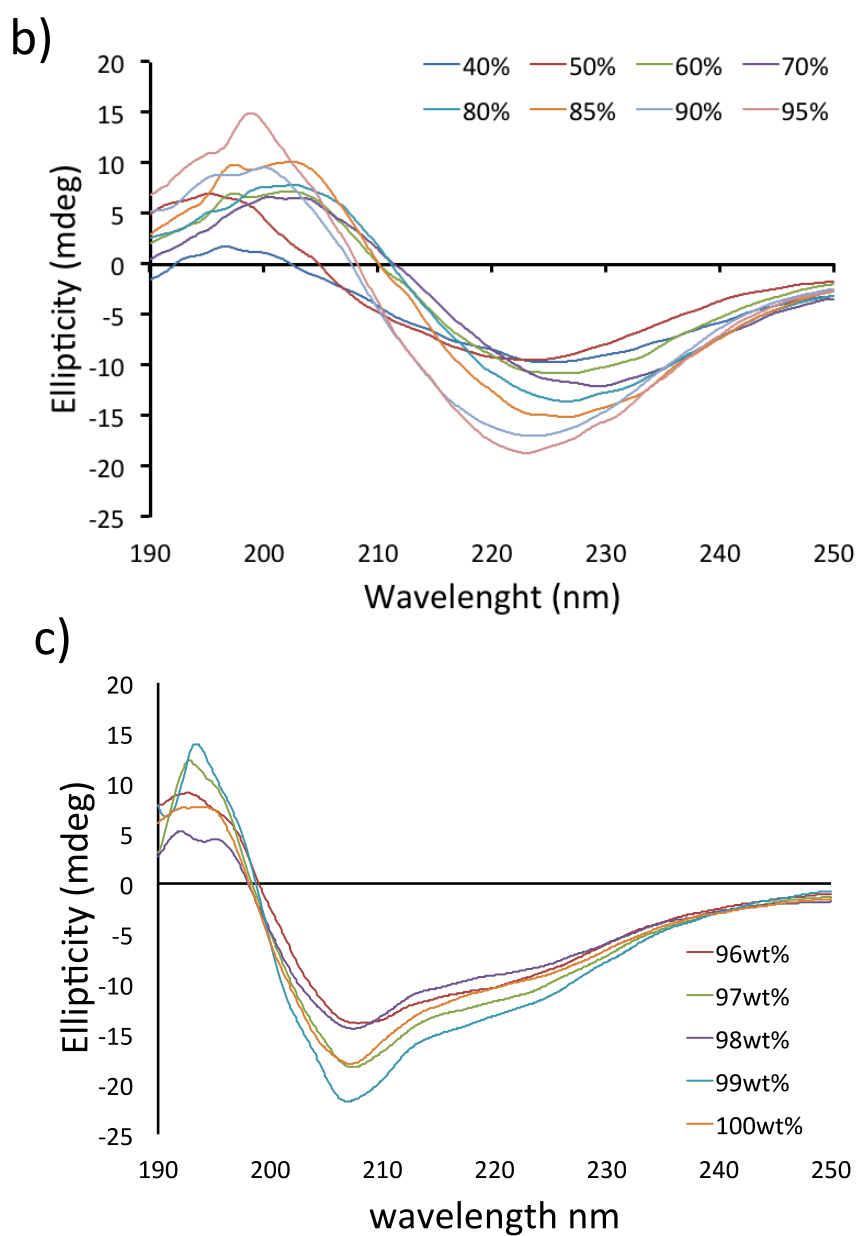 b)
20
15
10
5
0
-5
-10
-15
-20
-25
Ellipticity (mdeg)
40% 50% 60% 70%
80% 85% 90% 95%
190 200 210 220 230 240 250
Wavelenght (nm)
c)
20
15
10
5
0
-5
-10
-15
-20
-25
Ellipticity (mdeg)
96wt%
97wt%
98wt%
99wt%
100wt%
190 200 210 220 230 240 250
wavelength nm